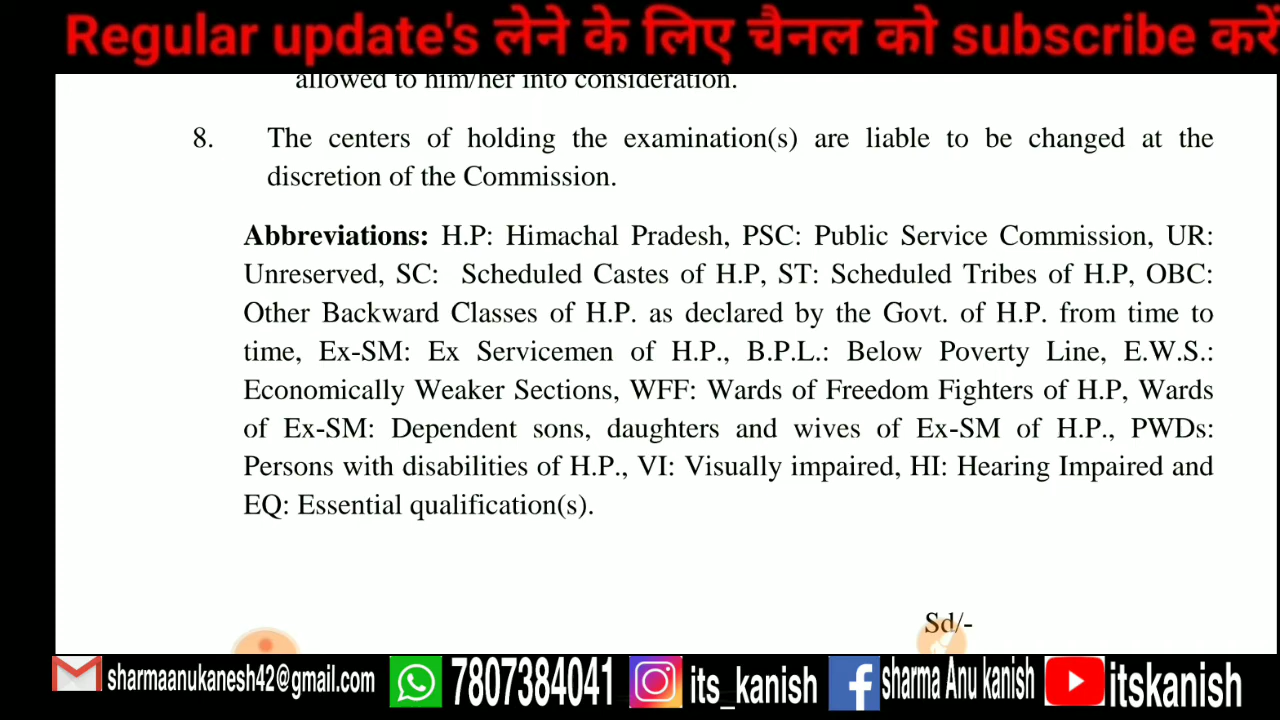 Regular update's लेने के लिए चैनल को subscribe करें
allowed to him/her into consideration.
8. The centers of holding the examination(s) are liable to be changed at the
discretion of the Commission.
Abbreviations: H.P: Himachal Pradesh, PSC: Public Service Commission, UR:
Unreserved, SC: Scheduled Castes of H.P, ST: Scheduled Tribes of H.P, OBC:
Other Backward Classes of H.P. as declared by the Govt. of H.P. from time to
time, Ex-SM: Ex Servicemen of H.P., B.P.L.: Below Poverty Line, E.W.S.:
Economically Weaker Sections, WFF: Wards of Freedom Fighters of H.P, Wards
of Ex-SM: Dependent sons, daughters and wives of Ex-SM of H.P., PWDs:
Persons with disabilities of H.P., VI: Visually impaired, HI: Hearing Impaired and
EQ: Essential qualification(s).
Sd/-
sharmaanukanesh42@gmail.com 7807384041 its_kanish sharma Anu kanish itskanish